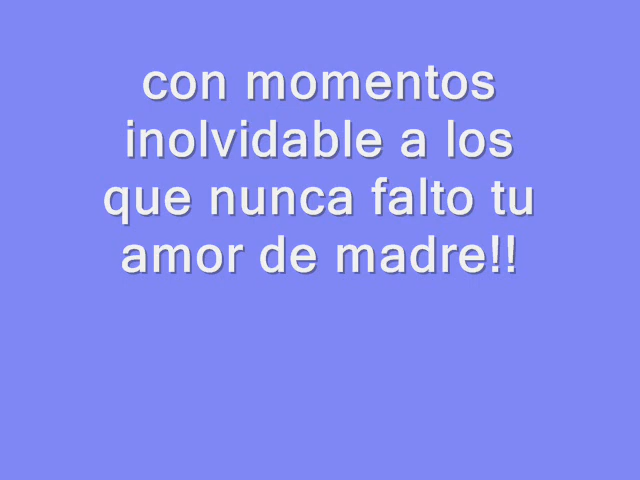 con momentos
inolvidable a los
que nunca falto tu
amor de madre!!